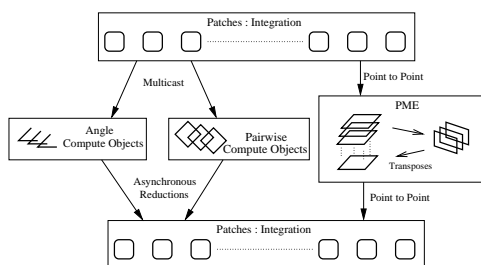 Patches : Integration
Multicast
Point to Point
PME
Angle
Compute Objects
Pairwise
Compute Objects
Transposes
Asynchronous
Reductions
Point to Point
Patches : Integration